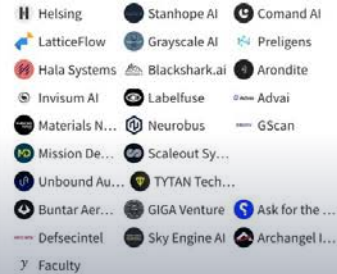 Helsing Stanhope AI Comand AI
LatticeFlow Grayscale AI Preligens
Hala Systems Blackshark.ai Arondite
Invisum AI Labelfuse Advai
Materials N... Neurobus GScan
Mission De... Scaleout Sy...
Unbound Au... TYTAN Tech...
Buntar Aer... GIGA Venture Ask for the ...
Defsecintel Sky Engine AI Archangel I...
Faculty